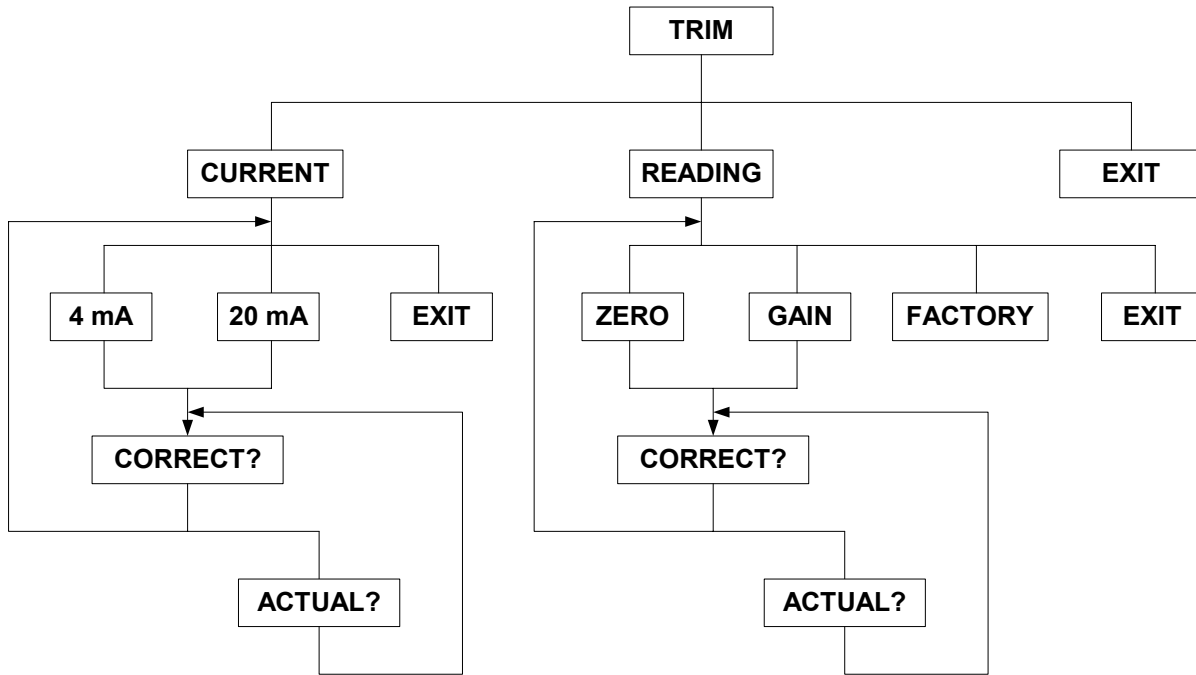 TRIM
CURRENT
READING
EXIT
4 mA
20 mA
EXIT
ZERO
GAIN
FACTORY
EXIT
CORRECT?
CORRECT?
ACTUAL?
ACTUAL?